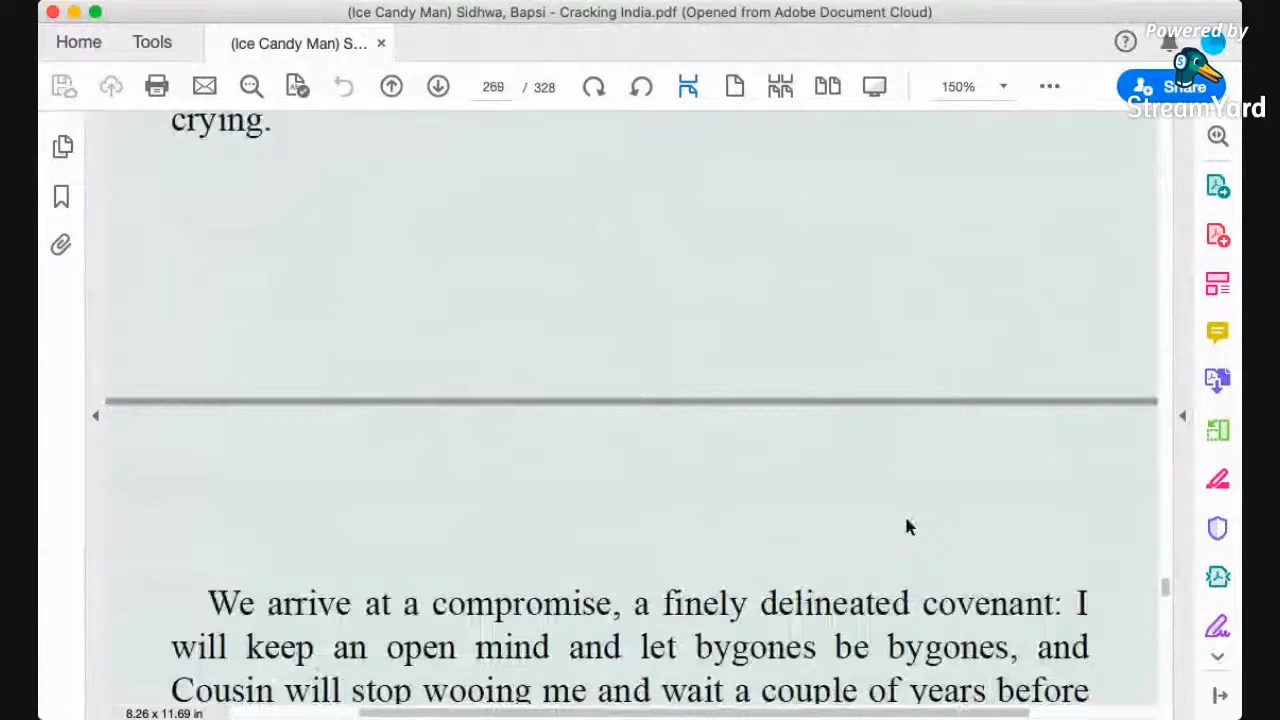 (Ice Candy Man) Sidhwa, Bapsi - Cracking India.pdf (Opened from Adobe Document Cloud)
Powered by
Home Tools (Ice Candy Man) S... ×
269 / 328 150% Share
StreamYard
crying.
We arrive at a compromise, a finely delineated covenant: I
will keep an open mind and let bygones be bygones, and
Cousin will stop wooing me and wait a couple of years before
8.26 x 11.69 in